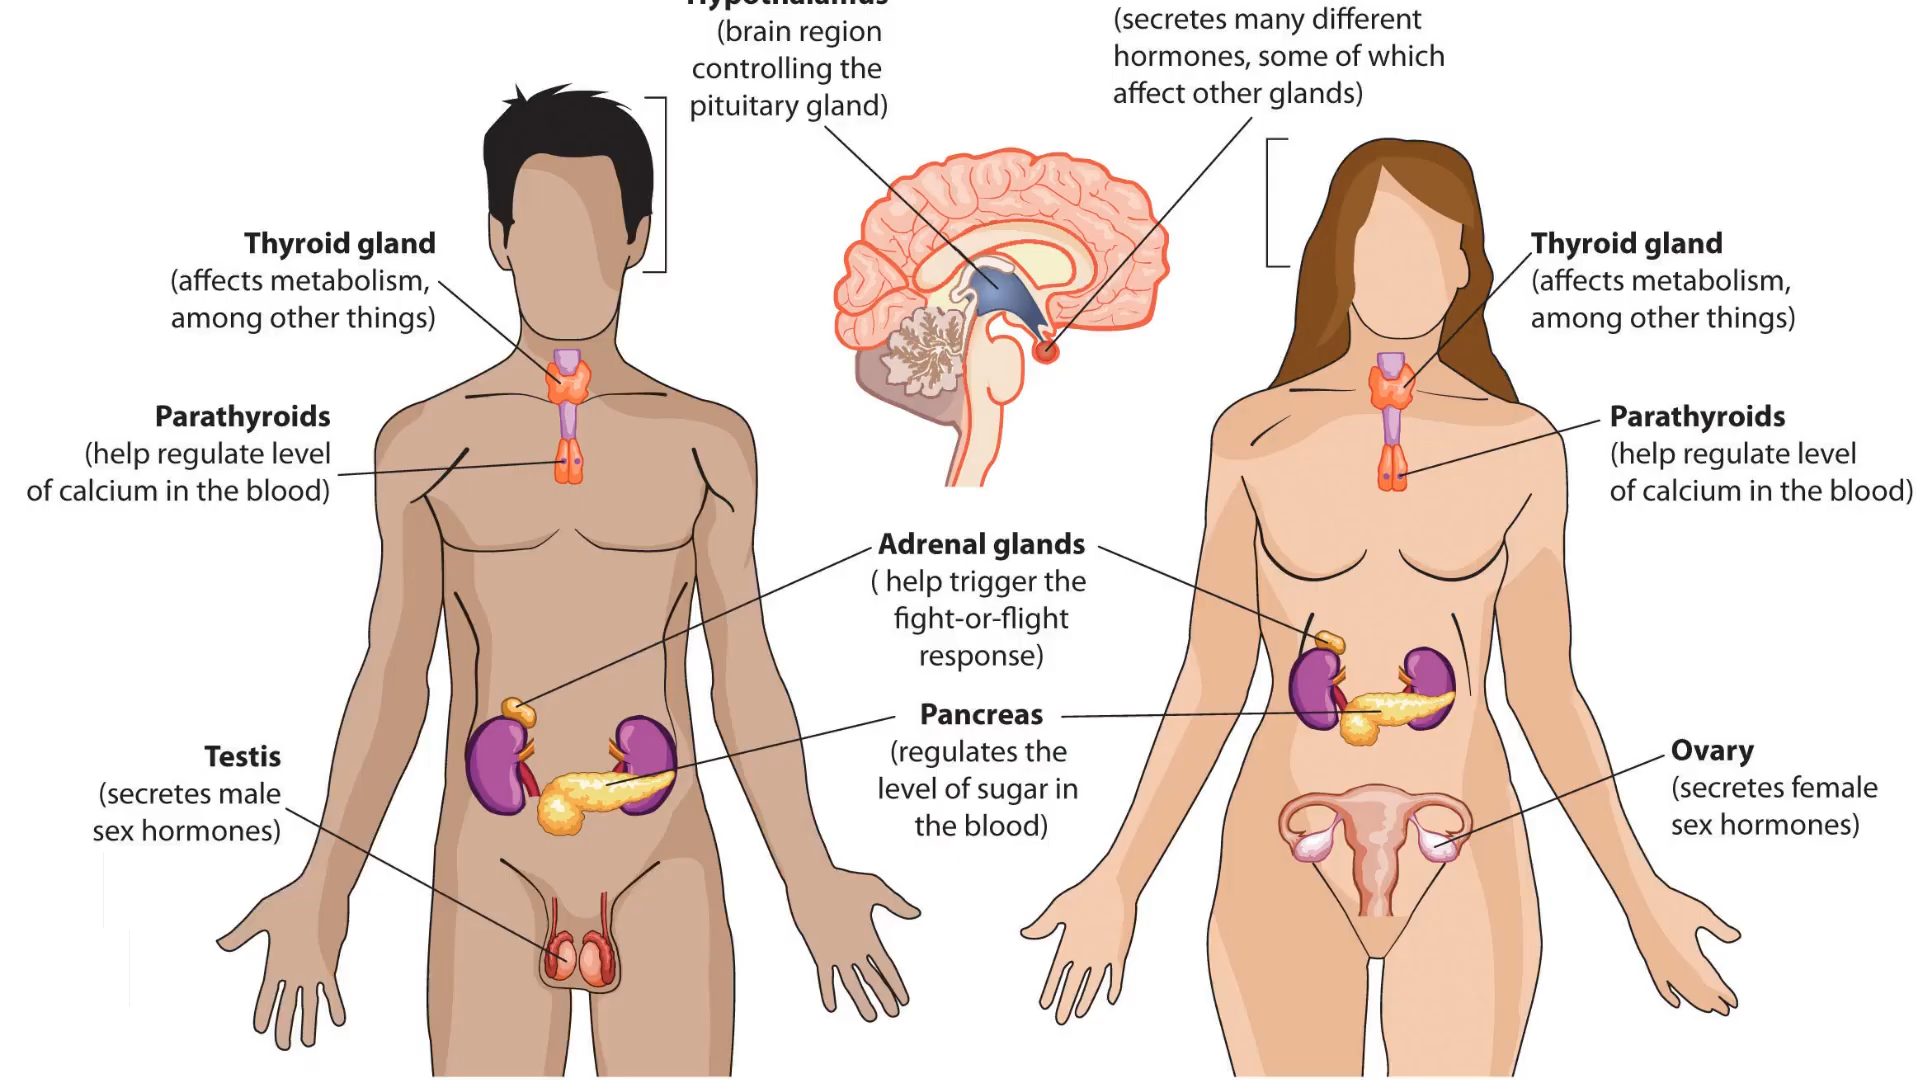 Hypothalamus
(brain region
controlling the
pituitary gland)
(secretes many different
hormones, some of which
affect other glands)
Thyroid gland
(affects metabolism,
among other things)
Thyroid gland
(affects metabolism,
among other things)
Parathyroids
(help regulate level
of calcium in the blood)
Parathyroids
(help regulate level
of calcium in the blood)
Adrenal glands
( help trigger the
fight-or-flight
response)
Pancreas
(regulates the
level of sugar in
the blood)
Testis
(secretes male
sex hormones)
Ovary
(secretes female
sex hormones)